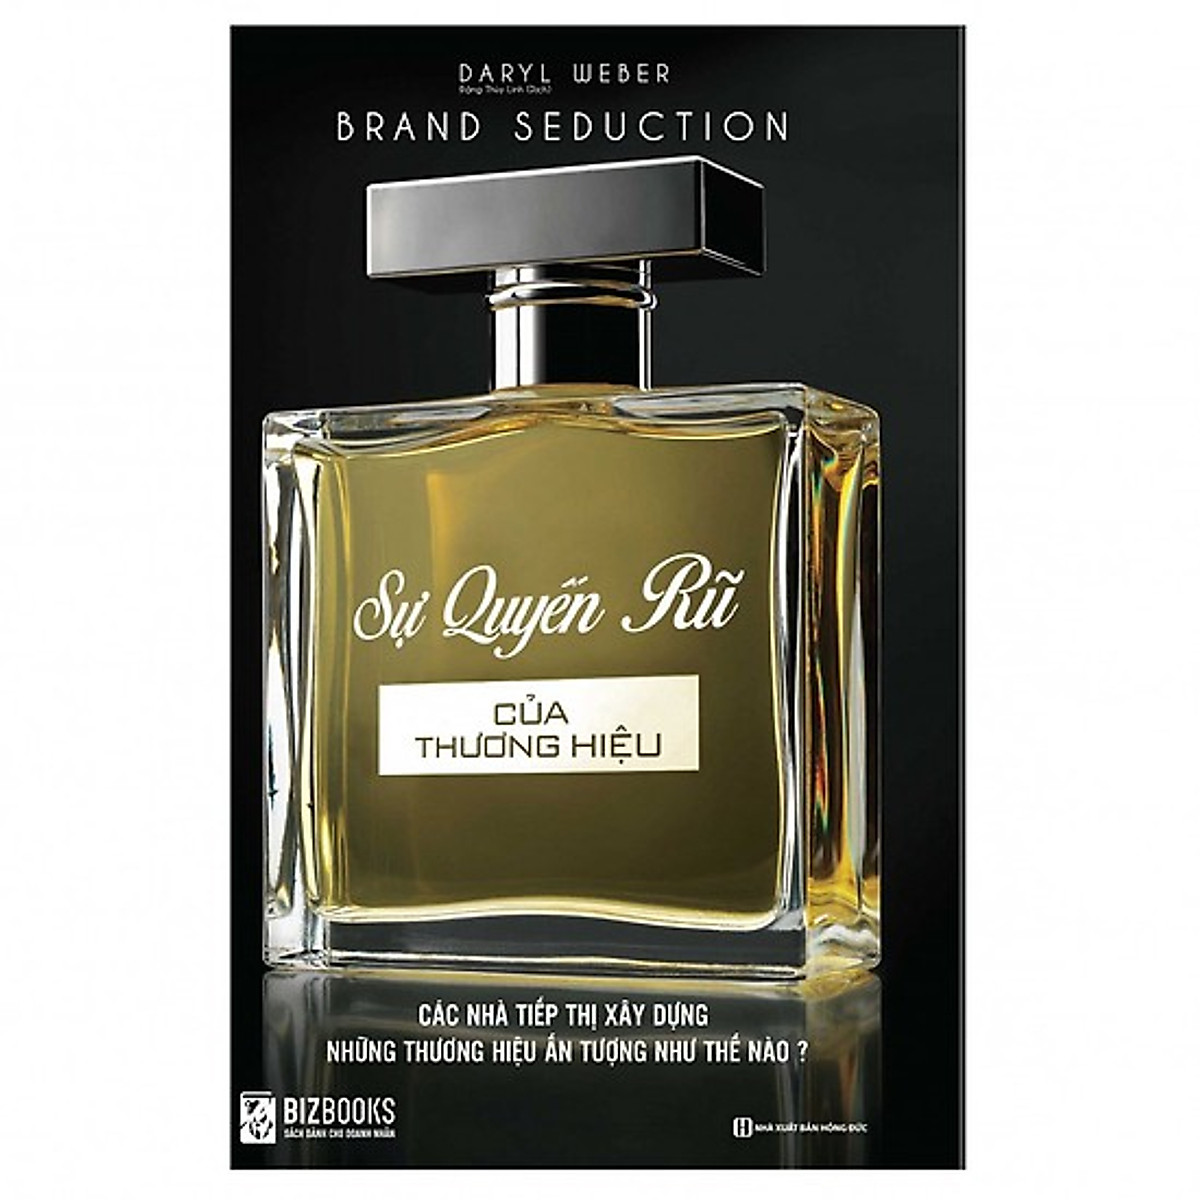 DARYL WEBER
Đặng Thùy Linh (Dịch)
BRAND SEDUCTION
Sự Quyến Rũ
CỦA
THƯƠNG HIỆU
CÁC NHÀ TIẾP THỊ XÂY DỰNG
NHỮNG THƯƠNG HIỆU ẤN TƯỢNG NHƯ THẾ NÀO ?
BIZBOOKS
SÁCH DÀNH CHO DOANH NHÂN
NHÀ XUẤT BẢN HỒNG ĐỨC